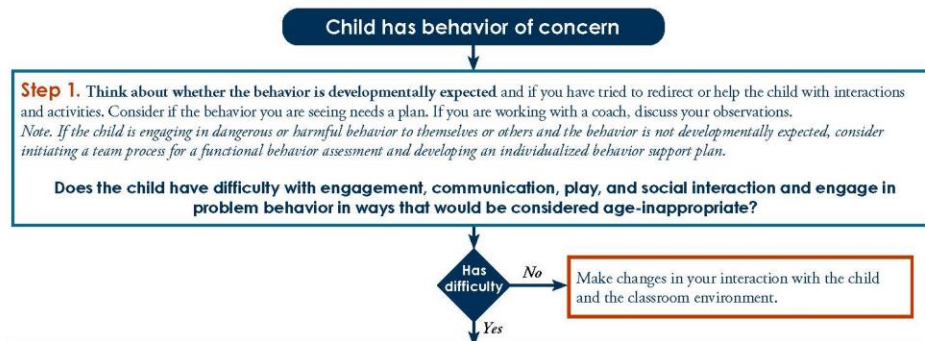 Child has behavior of concern
Step 1. Think about whether the behavior is developmentally expected and if you have tried to redirect or help the child with interactions
and activities. Consider if the behavior you are seeing needs a plan. If you are working with a coach, discuss your observations.
Note. If the child is engaging in dangerous or harmful behavior to themselves or others and the behavior is not developmentally expected, consider
initiating a team process for a functional behavior assessment and developing an individualized behavior support plan.
Does the child have difficulty with engagement, communication, play, and social interaction and engage in
problem behavior in ways that would be considered age-inappropriate?
Has
difficulty
No
Make changes in your interaction with the child
and the classroom environment.
Yes